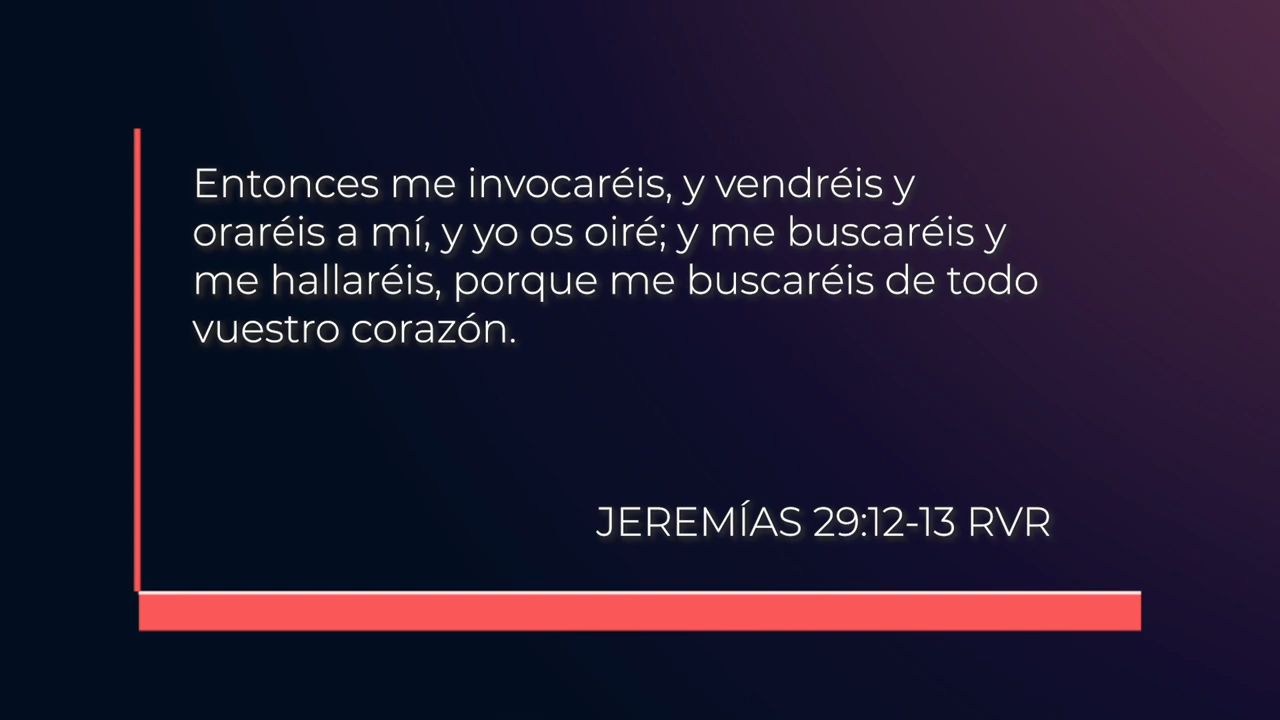 Entonces me invocaréis, y vendréis y
oraréis a mí, y yo os oiré; y me buscaréis y
me hallaréis, porque me buscaréis de todo
vuestro corazón.
JEREMÍAS 29:12-13 RVR